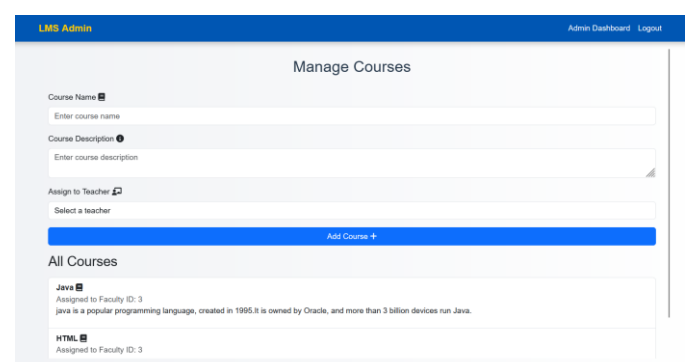 LMS Admin
Admin Dashboard Logout
Manage Courses
Course Name
Enter course name
Course Description
Enter course description
Assign to Teacher
Select a teacher
Add Course +
All Courses
Java
Assigned to Faculty ID: 3
java is a popular programming language, created in 1995.It is owned by Oracle, and more than 3 billion devices run Java.
HTML
Assigned to Faculty ID: 3